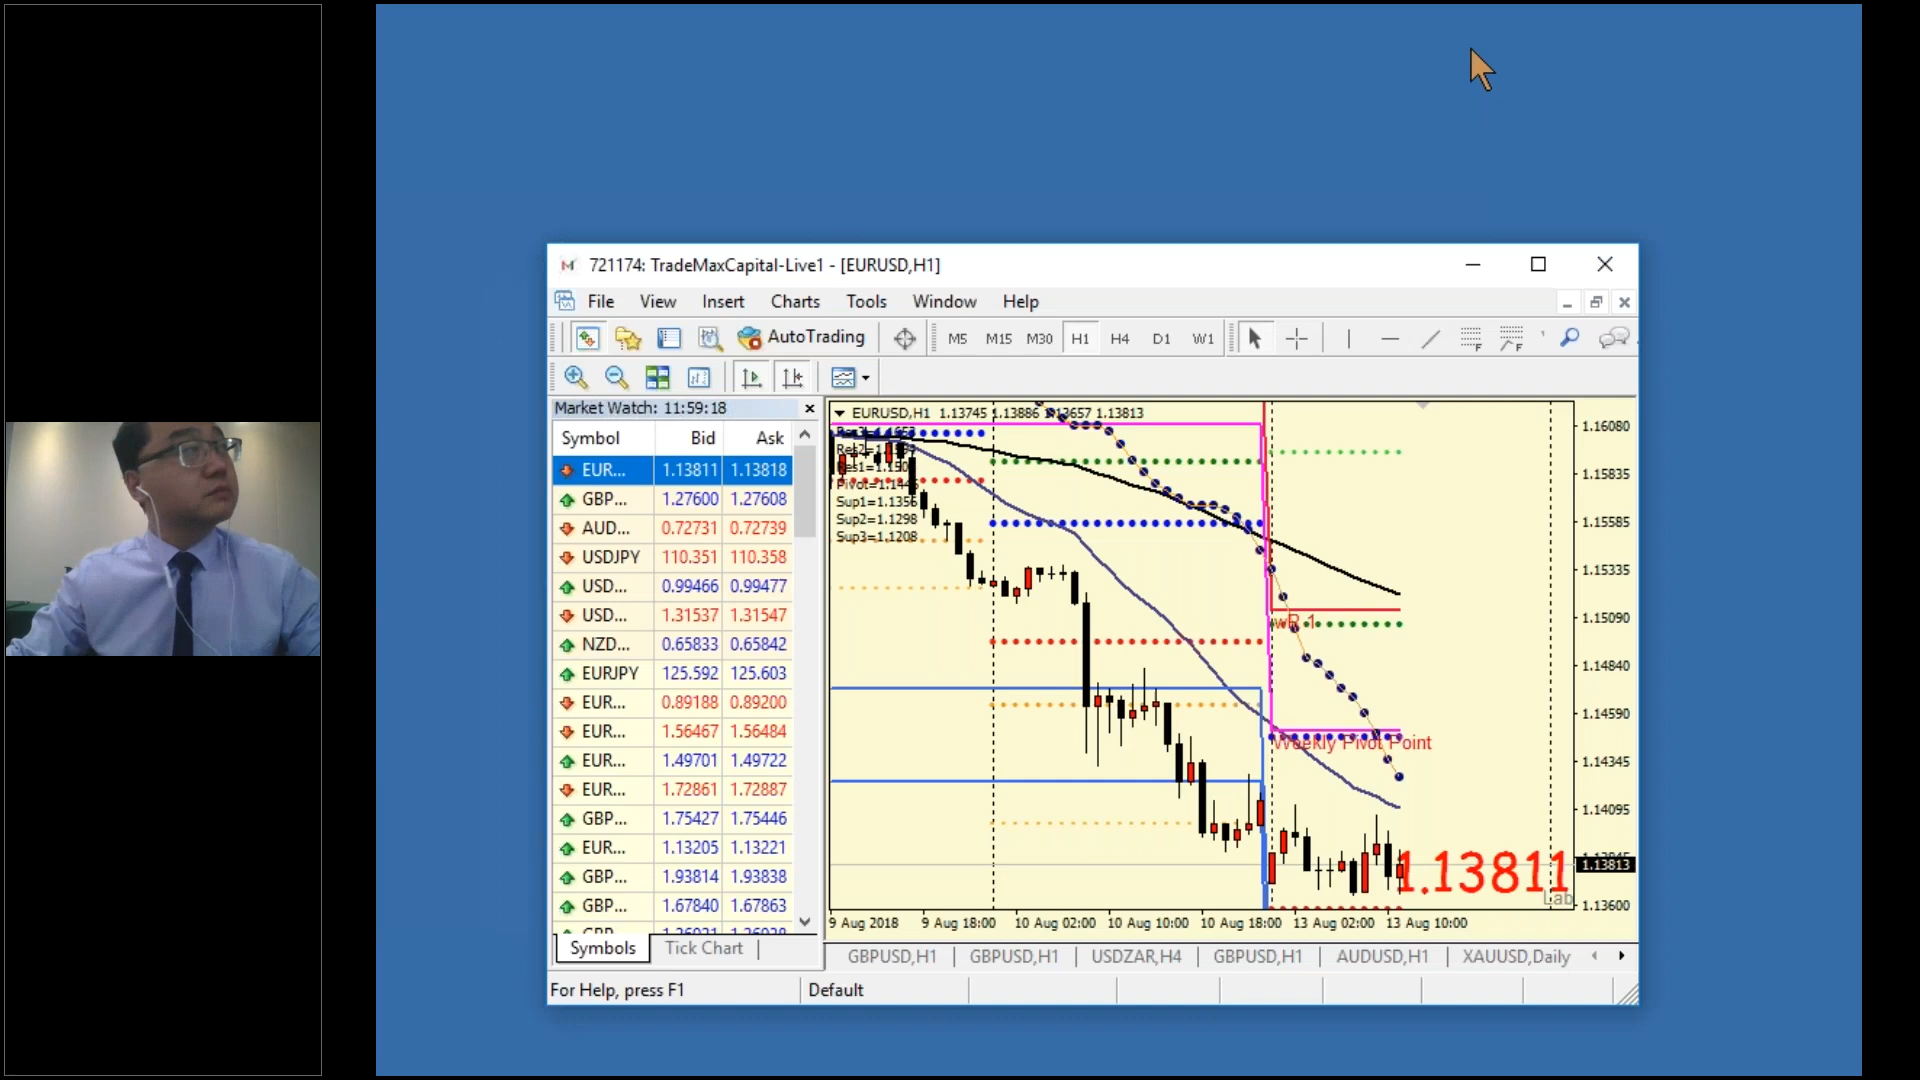 721174: TradeMaxCapital-Live1 - [EURUSD,H1]
File View Insert Charts Tools Window Help
AutoTrading M5 M15 M30 H1 H4 D1 W1
Market Watch: 11:59:18
Symbol Bid Ask
EUR... 1.13811 1.13818
GBP... 1.27600 1.27608
AUD... 0.72731 0.72739
USDJPY 110.351 110.358
USD... 0.99466 0.99477
USD... 1.31537 1.31547
NZD... 0.65833 0.65842
EURJPY 125.592 125.603
EUR... 0.89188 0.89200
EUR... 1.56467 1.56484
EUR... 1.49701 1.49722
EUR... 1.72861 1.72887
GBP... 1.75427 1.75446
EUR... 1.13205 1.13221
GBP... 1.93814 1.93838
GBP... 1.67840 1.67863
Symbols Tick Chart
EURUSD,H1 1.13745 1.13886 1.13657 1.13813
Sup1=1.1356
Sup2=1.1298
Sup3=1.1208
wR 1
Weekly Pivot Point
1.13811
Lab
1.16080
1.15835
1.15585
1.15335
1.15090
1.14840
1.14590
1.14345
1.14095
1.13813
1.13600
9 Aug 2018 9 Aug 18:00 10 Aug 02:00 10 Aug 10:00 10 Aug 18:00 13 Aug 02:00 13 Aug 10:00
GBPUSD,H1 GBPUSD,H1 USDZAR,H4 GBPUSD,H1 AUDUSD,H1 XAUUSD,Daily
For Help, press F1 Default